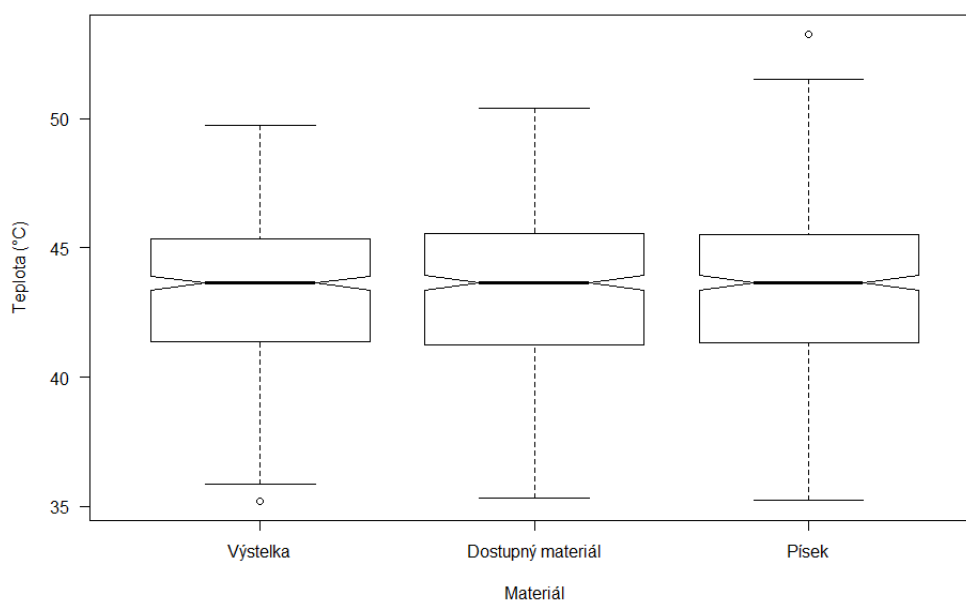 Teplota (°C)
50
45
40
35
Výstelka
Dostupný materiál
Písek
Materiál